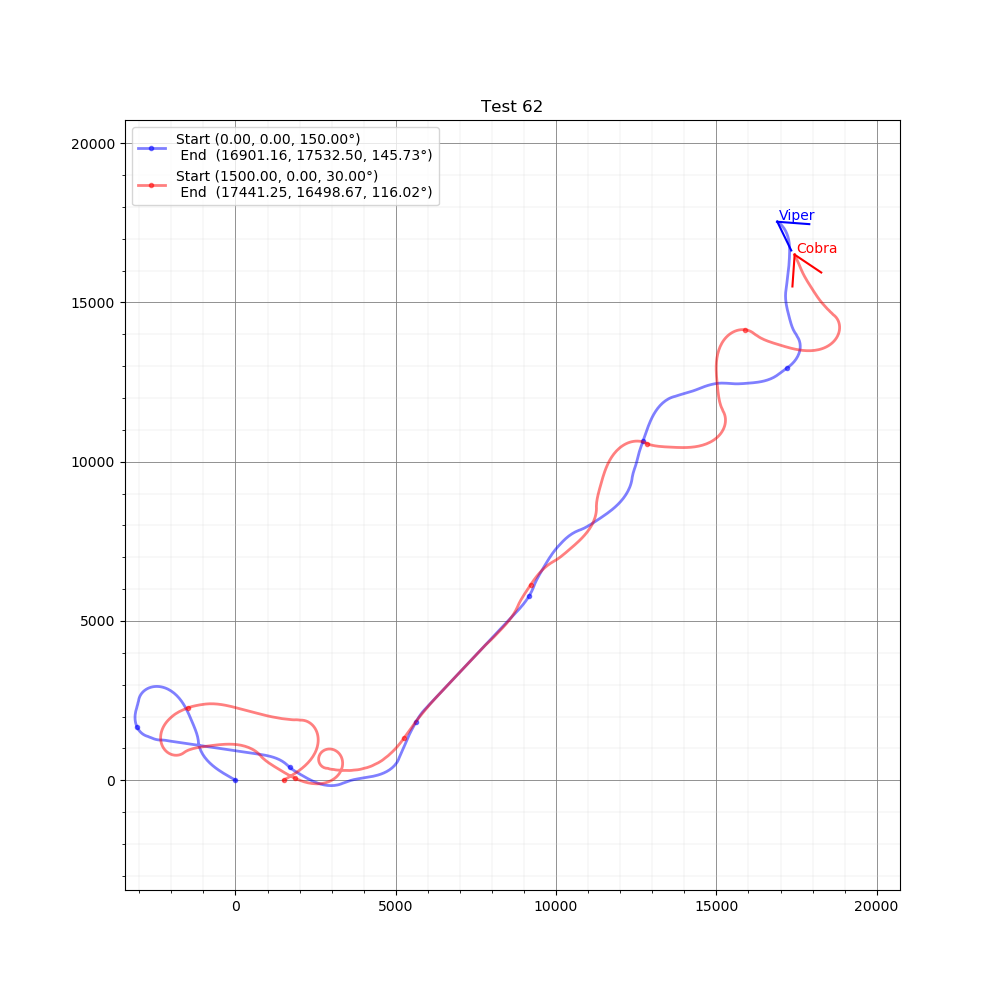 Test 62
Start (0.00, 0.00, 150.00°)
End (16901.16, 17532.50, 145.73°)
Start (1500.00, 0.00, 30.00°)
End (17441.25, 16498.67, 116.02°)
20000
Viper
Cobra
15000
10000
5000
0
0 5000 10000 15000 20000